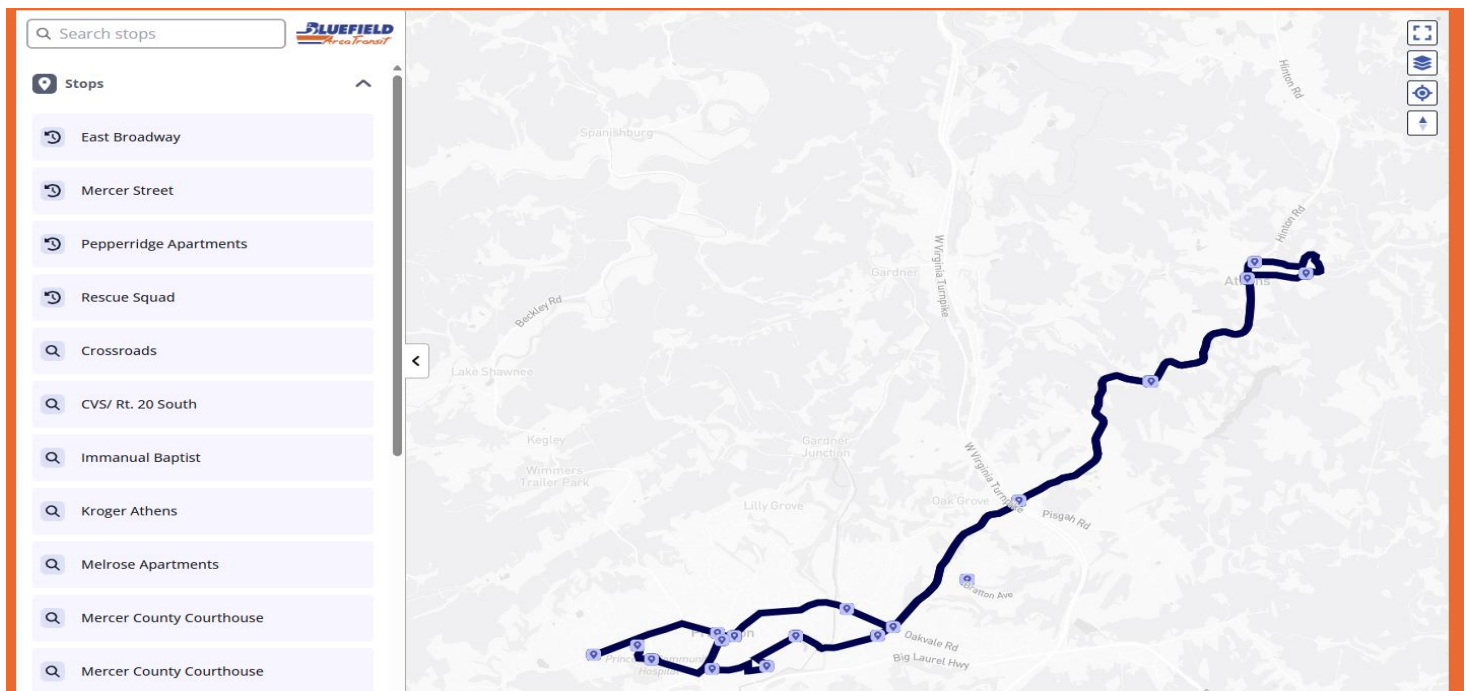 Search stops
BLUEFIELD
Area Transit
Stops
East Broadway
Mercer Street
Pepperridge Apartments
Rescue Squad
Crossroads
CVS/ Rt. 20 South
Immanual Baptist
Kroger Athens
Melrose Apartments
Mercer County Courthouse
Mercer County Courthouse
Hinton Rd
Spanishburg
Hinton Rd
W Virginia Turnpike
Gardner
Athens
Beckley Rd
Lake Shawnee
Kegley
Gardner
Junction
Wimmers
Trailer Park
W Virginia Turnpike
Oak Grove
Lilly Grove
Pisgah Rd
Bratton Ave
Oakvale Rd
Big Laurel Hwy
Hospital